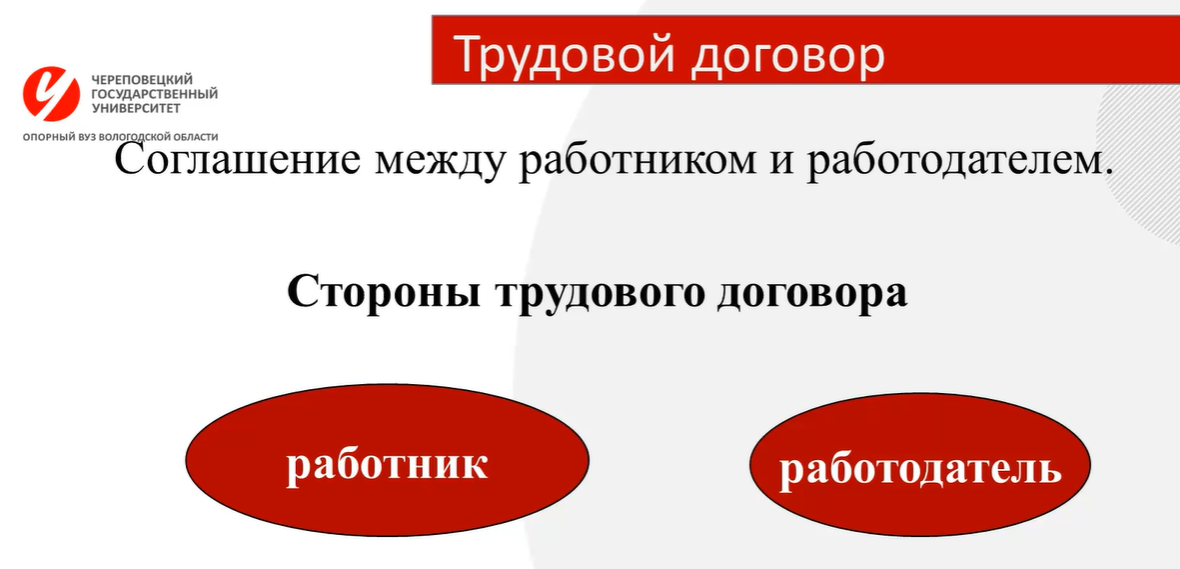 Трудовой договор
ЧЕРЕПОВЕЦКИЙ
ГОСУДАРСТВЕННЫЙ
УНИВЕРСИТЕТ
ОПОРНЫЙ ВУЗ ВОЛОГОДСКОЙ ОБЛАСТИ
Соглашение между работником и работодателем.
Стороны трудового договора
работник
работодатель